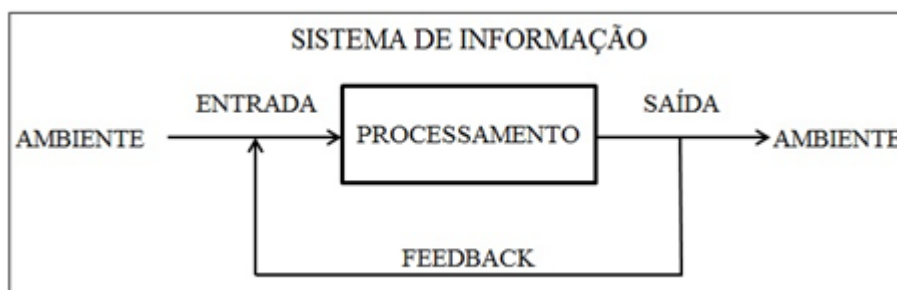 SISTEMA DE INFORMAÇÃO
ENTRADA
SAÍDA
AMBIENTE
PROCESSAMENTO
AMBIENTE
FEEDBACK